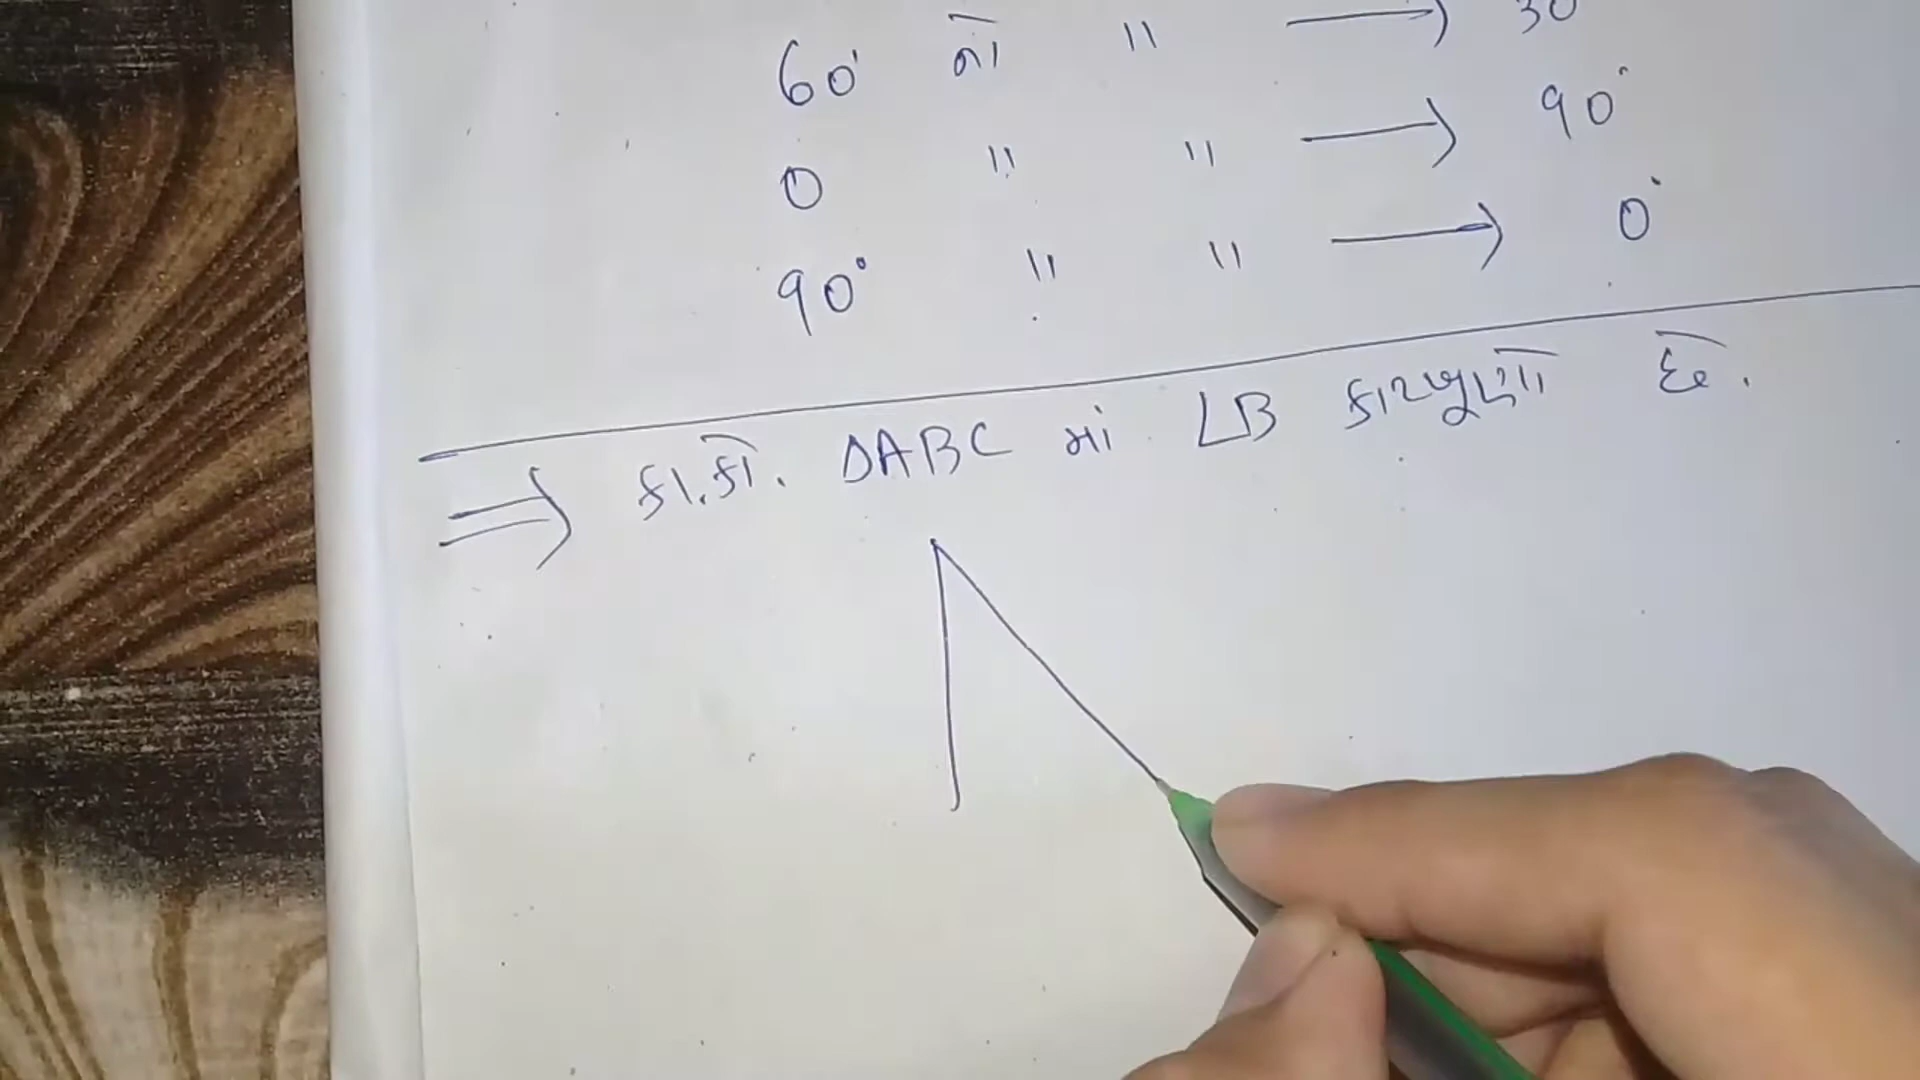 60° નો " → 30
0 " " → 90°
90° " " → 0°
⇒ કા.કો. ΔABC માં ∠B કાટખૂણો છે.